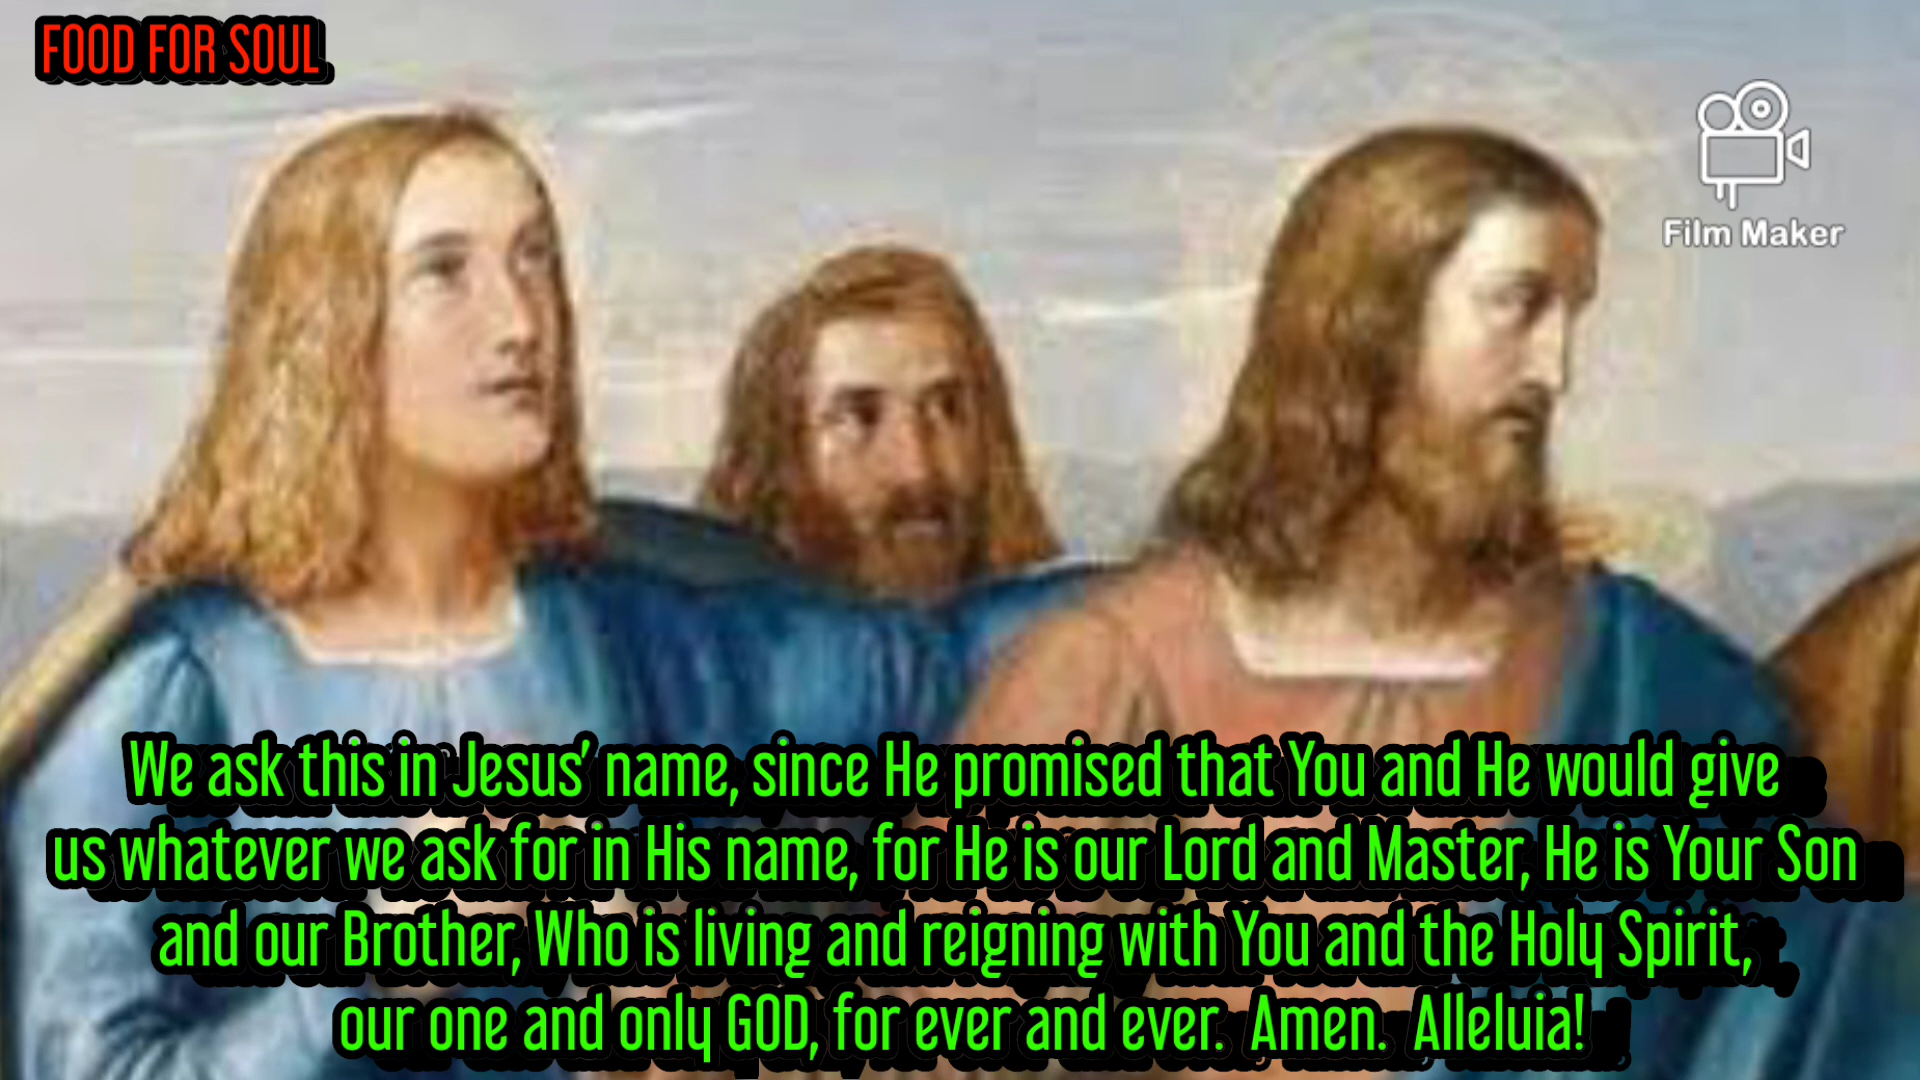 FOOD FOR SOUL
Film Maker
We ask this in Jesus' name, since He promised that You and He would give
us whatever we ask for in His name, for He is our Lord and Master, He is Your Son
and our Brother, Who is living and reigning with You and the Holy Spirit,
our one and only GOD, for ever and ever.  Amen.  Alleluia!